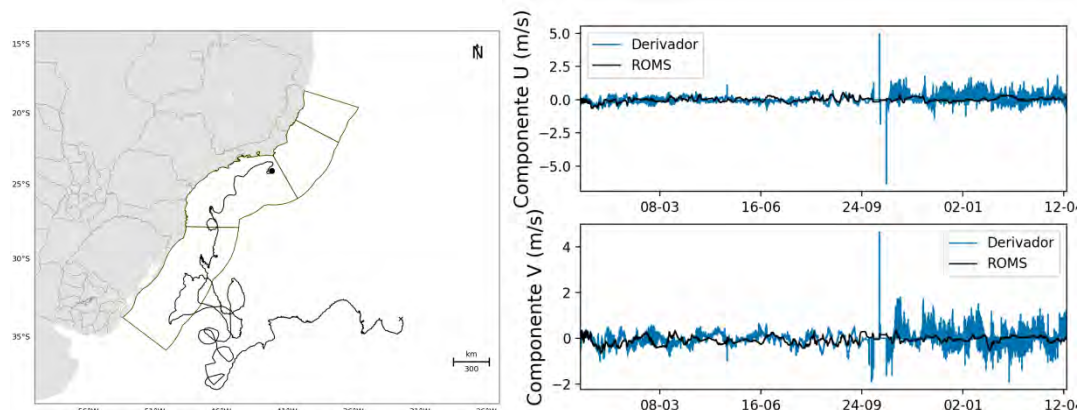 15°S
20°S
25°S
30°S
35°S
N
km
300
Componente U (m/s)
5.0
2.5
0.0
−2.5
−5.0
Derivador
ROMS
08-03
16-06
24-09
02-01
12-04
Componente V (m/s)
4
2
0
−2
Derivador
ROMS
08-03
16-06
24-09
02-01